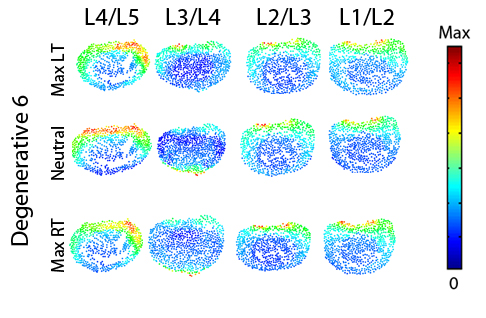 L4/L5 L3/L4 L2/L3 L1/L2
Max
Max LT
Neutral
Max RT
Degenerative 6
0